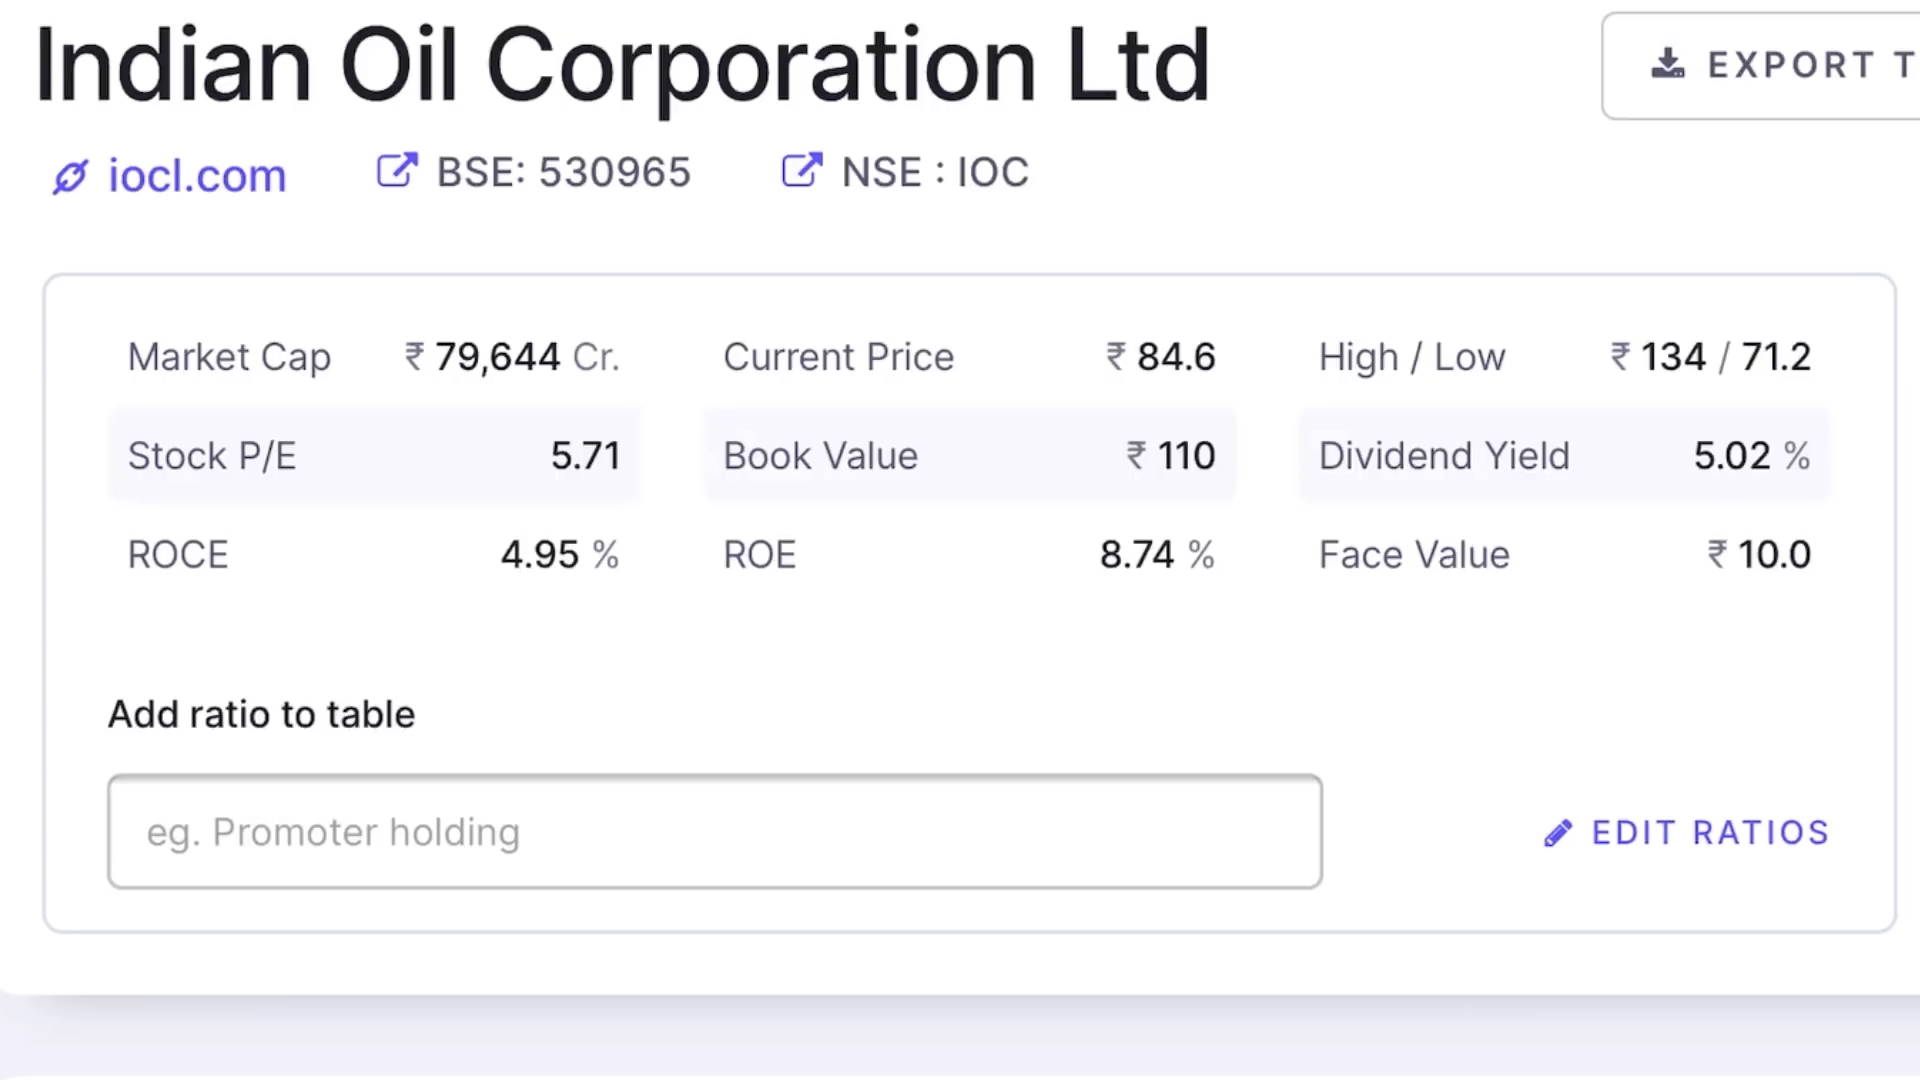 Indian Oil Corporation Ltd
EXPORT T
iocl.com BSE: 530965 NSE : IOC
Market Cap ₹ 79,644 Cr. Current Price ₹ 84.6 High / Low ₹ 134 / 71.2
Stock P/E 5.71 Book Value ₹ 110 Dividend Yield 5.02 %
ROCE 4.95 % ROE 8.74 % Face Value ₹ 10.0
Add ratio to table
eg. Promoter holding
EDIT RATIOS